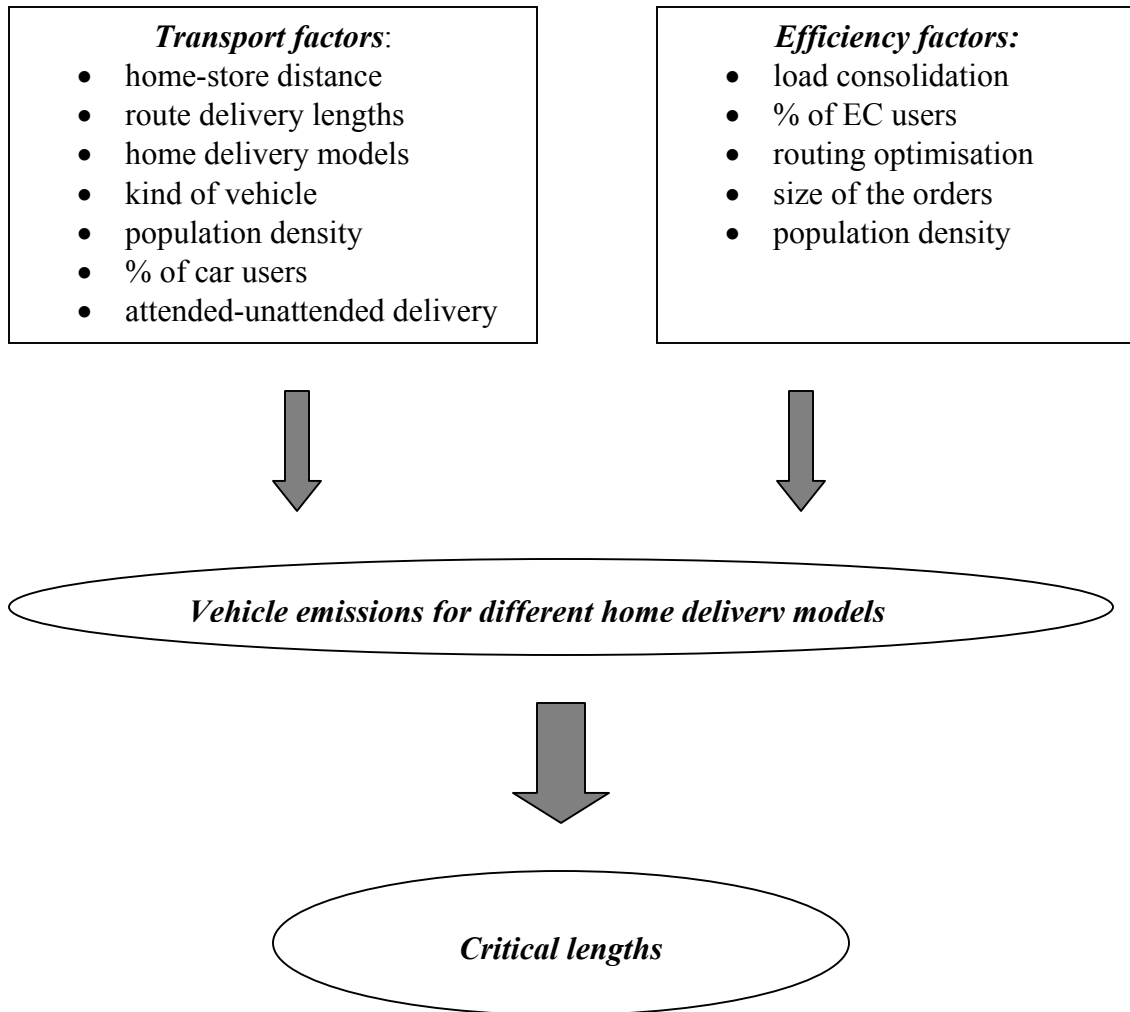 Transport factors:
• home-store distance
• route delivery lengths
• home delivery models
• kind of vehicle
• population density
• % of car users
• attended-unattended delivery
Efficiency factors:
• load consolidation
• % of EC users
• routing optimisation
• size of the orders
• population density
Vehicle emissions for different home delivery models
Critical lengths